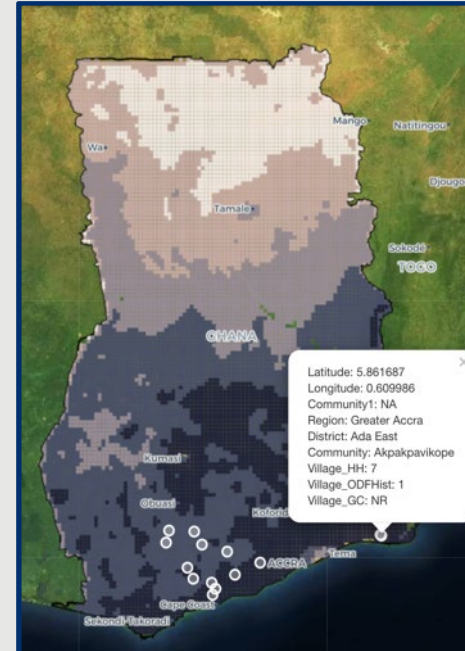 Mango
Natitingou
Wa
Djougo
Tamale
Sokodé
TOGO
GHANA
×
Latitude: 5.861687
Longitude: 0.609986
Community1: NA
Region: Greater Accra
District: Ada East
Community: Akpakpavikope
Village_HH: 7
Village_ODFHist: 1
Village_GC: NR
Kumasi
Obuasi
Koforid
Tema
ACCRA
Cape Coast
Sekondi-Takoradi